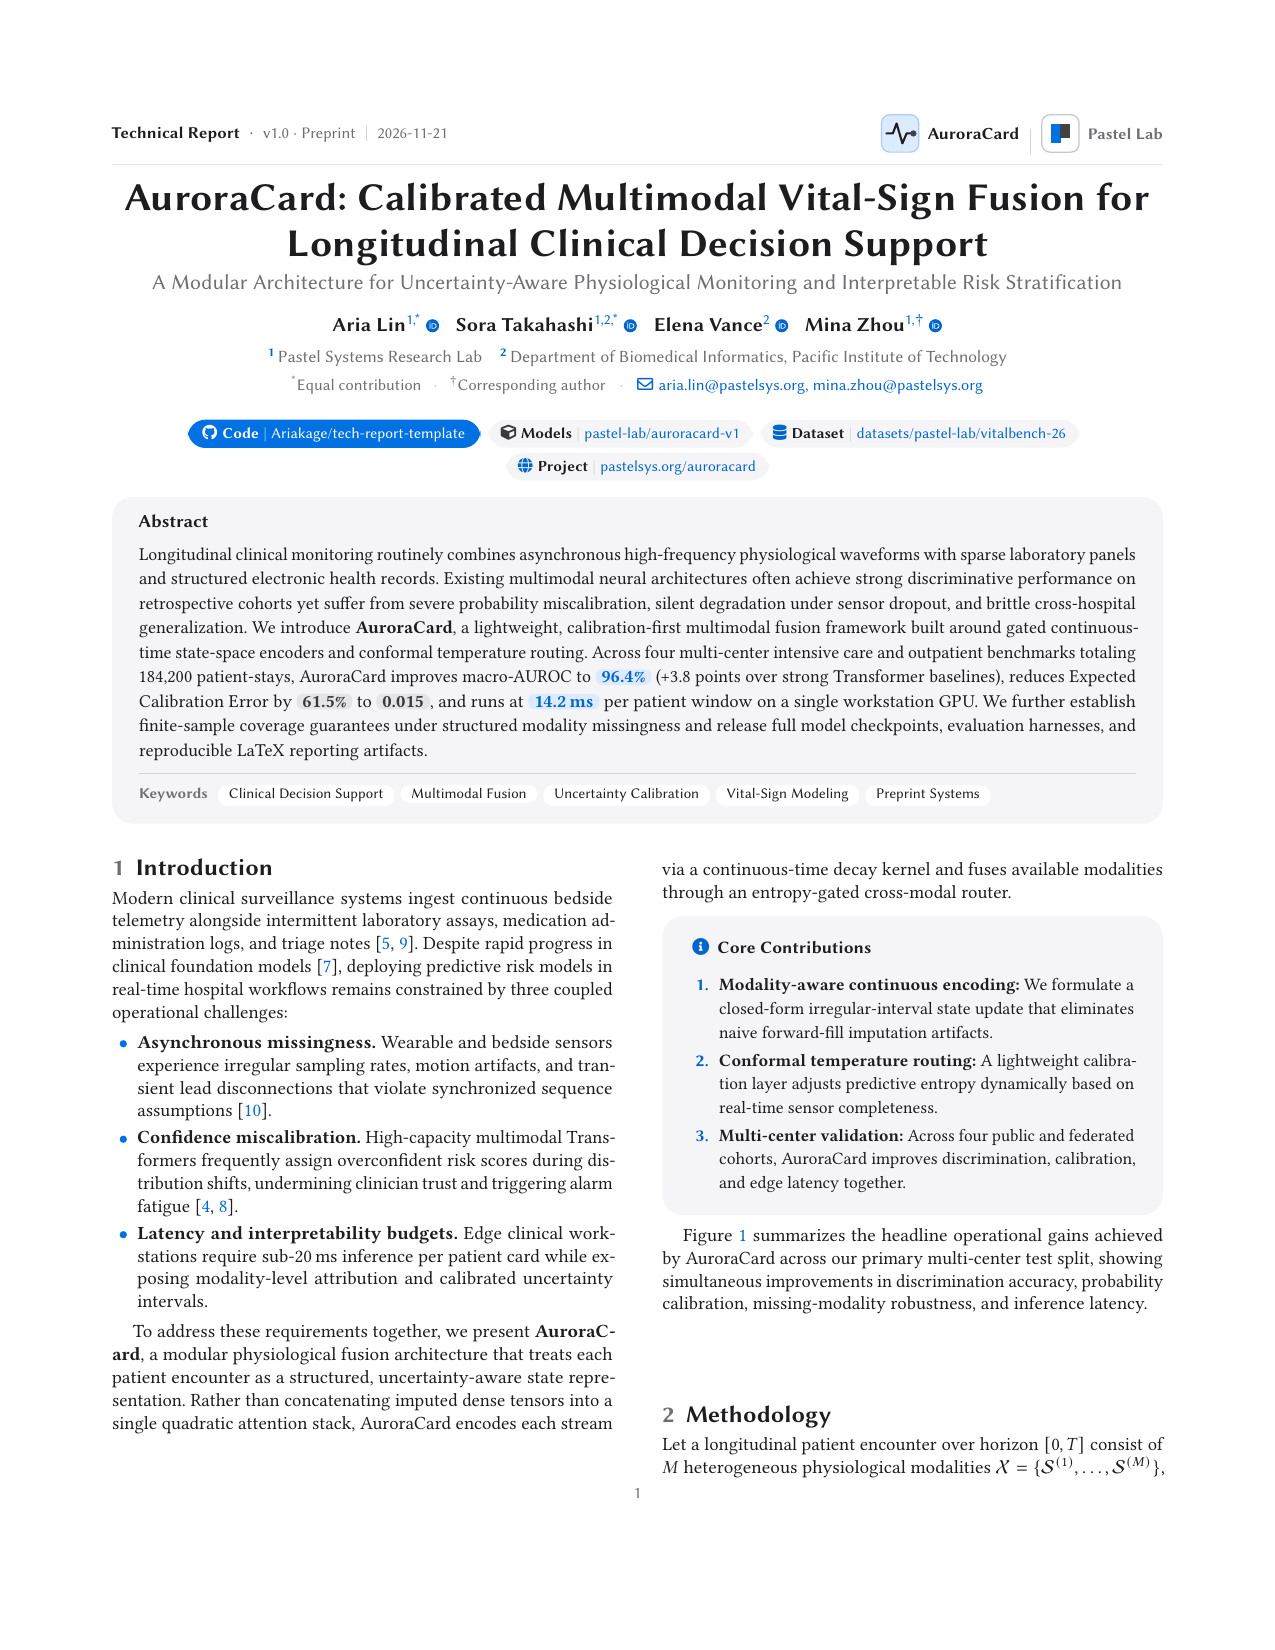 Technical Report · v1.0 · Preprint | 2026-11-21
AuroraCard | Pastel Lab
AuroraCard: Calibrated Multimodal Vital-Sign Fusion for
Longitudinal Clinical Decision Support
A Modular Architecture for Uncertainty-Aware Physiological Monitoring and Interpretable Risk Stratification
Aria Lin1,* Sora Takahashi1,2,* Elena Vance2 Mina Zhou1,†
1 Pastel Systems Research Lab 2 Department of Biomedical Informatics, Pacific Institute of Technology
*Equal contribution · †Corresponding author · aria.lin@pastelsys.org, mina.zhou@pastelsys.org
Code | Ariakage/tech-report-template Models | pastel-lab/auroracard-v1 Dataset | datasets/pastel-lab/vitalbench-26
Project | pastelsys.org/auroracard
Abstract
Longitudinal clinical monitoring routinely combines asynchronous high-frequency physiological waveforms with sparse laboratory panels
and structured electronic health records. Existing multimodal neural architectures often achieve strong discriminative performance on
retrospective cohorts yet suffer from severe probability miscalibration, silent degradation under sensor dropout, and brittle cross-hospital
generalization. We introduce AuroraCard, a lightweight, calibration-first multimodal fusion framework built around gated continuous-
time state-space encoders and conformal temperature routing. Across four multi-center intensive care and outpatient benchmarks totaling
184,200 patient-stays, AuroraCard improves macro-AUROC to 96.4% (+3.8 points over strong Transformer baselines), reduces Expected
Calibration Error by 61.5% to 0.015 , and runs at 14.2 ms per patient window on a single workstation GPU. We further establish
finite-sample coverage guarantees under structured modality missingness and release full model checkpoints, evaluation harnesses, and
reproducible LaTeX reporting artifacts.
Keywords Clinical Decision Support Multimodal Fusion Uncertainty Calibration Vital-Sign Modeling Preprint Systems
1 Introduction
Modern clinical surveillance systems ingest continuous bedside
telemetry alongside intermittent laboratory assays, medication ad-
ministration logs, and triage notes [5, 9]. Despite rapid progress in
clinical foundation models [7], deploying predictive risk models in
real-time hospital workflows remains constrained by three coupled
operational challenges:
• Asynchronous missingness. Wearable and bedside sensors
experience irregular sampling rates, motion artifacts, and tran-
sient lead disconnections that violate synchronized sequence
assumptions [10].
• Confidence miscalibration. High-capacity multimodal Trans-
formers frequently assign overconfident risk scores during dis-
tribution shifts, undermining clinician trust and triggering alarm
fatigue [4, 8].
• Latency and interpretability budgets. Edge clinical work-
stations require sub-20 ms inference per patient card while ex-
posing modality-level attribution and calibrated uncertainty
intervals.
To address these requirements together, we present AuroraC-
ard, a modular physiological fusion architecture that treats each
patient encounter as a structured, uncertainty-aware state repre-
sentation. Rather than concatenating imputed dense tensors into a
single quadratic attention stack, AuroraCard encodes each stream
via a continuous-time decay kernel and fuses available modalities
through an entropy-gated cross-modal router.
Core Contributions
1. Modality-aware continuous encoding: We formulate a
closed-form irregular-interval state update that eliminates
naive forward-fill imputation artifacts.
2. Conformal temperature routing: A lightweight calibra-
tion layer adjusts predictive entropy dynamically based on
real-time sensor completeness.
3. Multi-center validation: Across four public and federated
cohorts, AuroraCard improves discrimination, calibration,
and edge latency together.
Figure 1 summarizes the headline operational gains achieved
by AuroraCard across our primary multi-center test split, showing
simultaneous improvements in discrimination accuracy, probability
calibration, missing-modality robustness, and inference latency.
2 Methodology
Let a longitudinal patient encounter over horizon [0, T] consist of
M heterogeneous physiological modalities 𝒳 = {𝒮(1), . . . , 𝒮(M)},
1